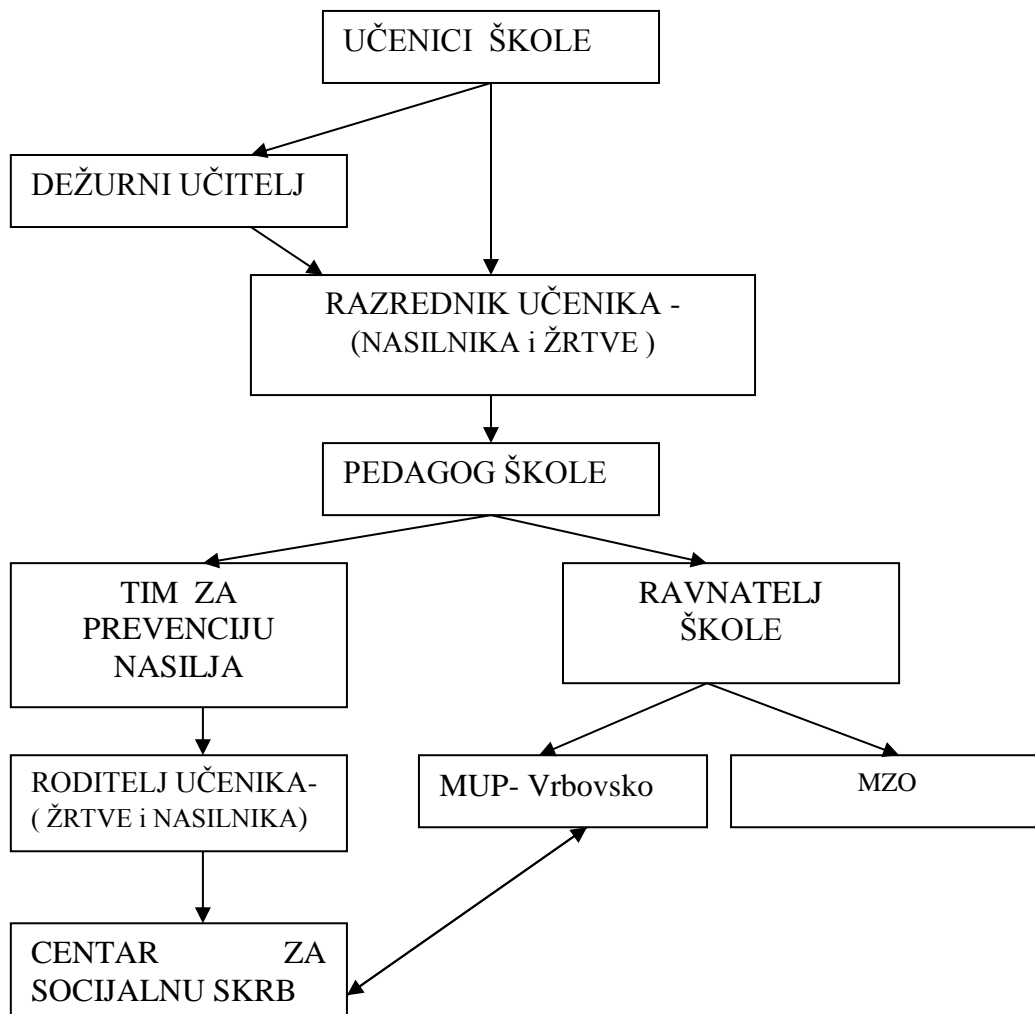 UČENICI ŠKOLE
DEŽURNI UČITELJ
RAZREDNIK UČENIKA -
(NASILNIKA i ŽRTVE )
PEDAGOG ŠKOLE
TIM ZA
PREVENCIJU
NASILJA
RAVNATELJ
ŠKOLE
RODITELJ UČENIKA-
( ŽRTVE i NASILNIKA)
MUP- Vrbovsko
MZO
CENTAR ZA
SOCIJALNU SKRB